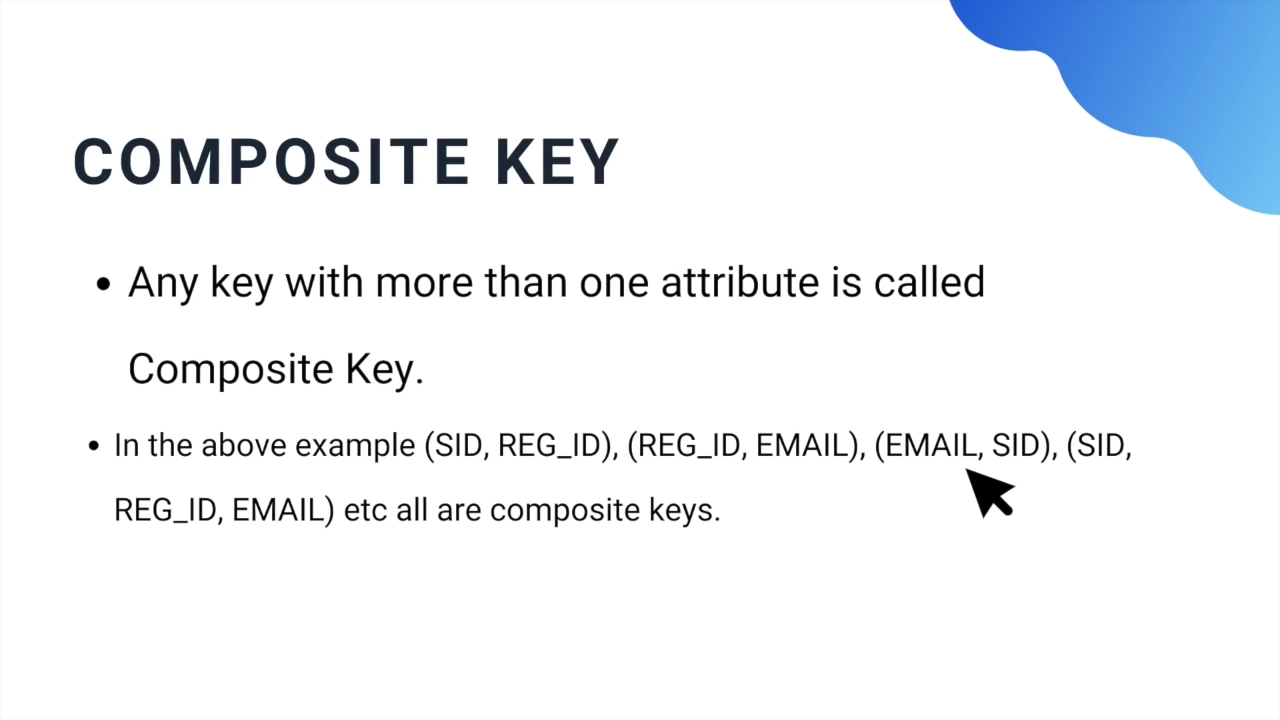 COMPOSITE KEY
• Any key with more than one attribute is called
Composite Key.
• In the above example (SID, REG_ID), (REG_ID, EMAIL), (EMAIL, SID), (SID,
REG_ID, EMAIL) etc all are composite keys.